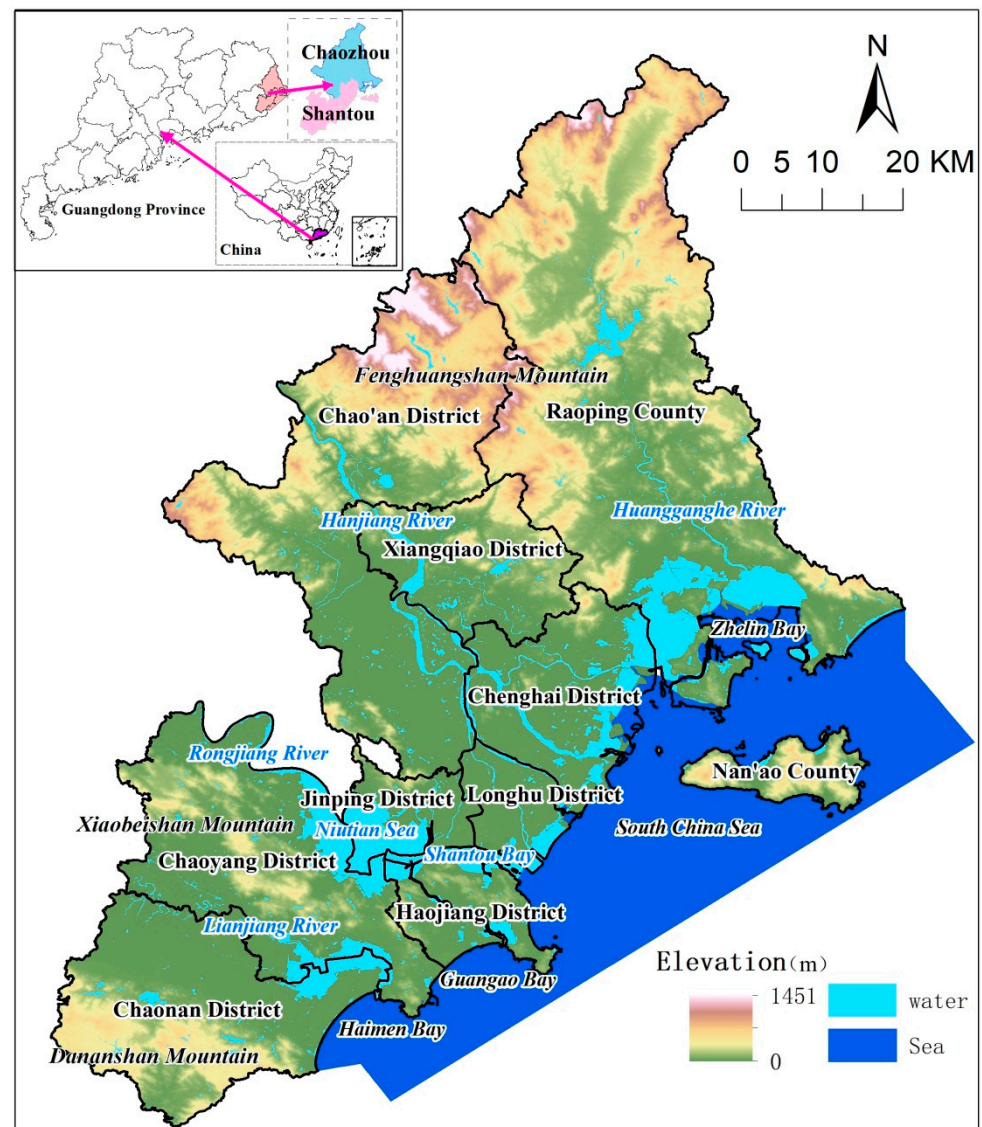 Chaozhou
Shantou
Guangdong Province
China
N
0 5 10 20 KM
Fenghuangshan Mountain
Chao'an District
Raoping County
Hanjiang River
Huangganghe River
Xiangqiao District
Zhelin Bay
Chenghai District
Rongjiang River
Nan'ao County
Jinping District
Longhu District
Xiaobeishan Mountain
Niutian Sea
South China Sea
Chaoyang District
Shantou Bay
Haojiang District
Lianjiang River
Guangao Bay
Chaonan District
Haimen Bay
Dananshan Mountain
Elevation(m)
1451
0
water
Sea